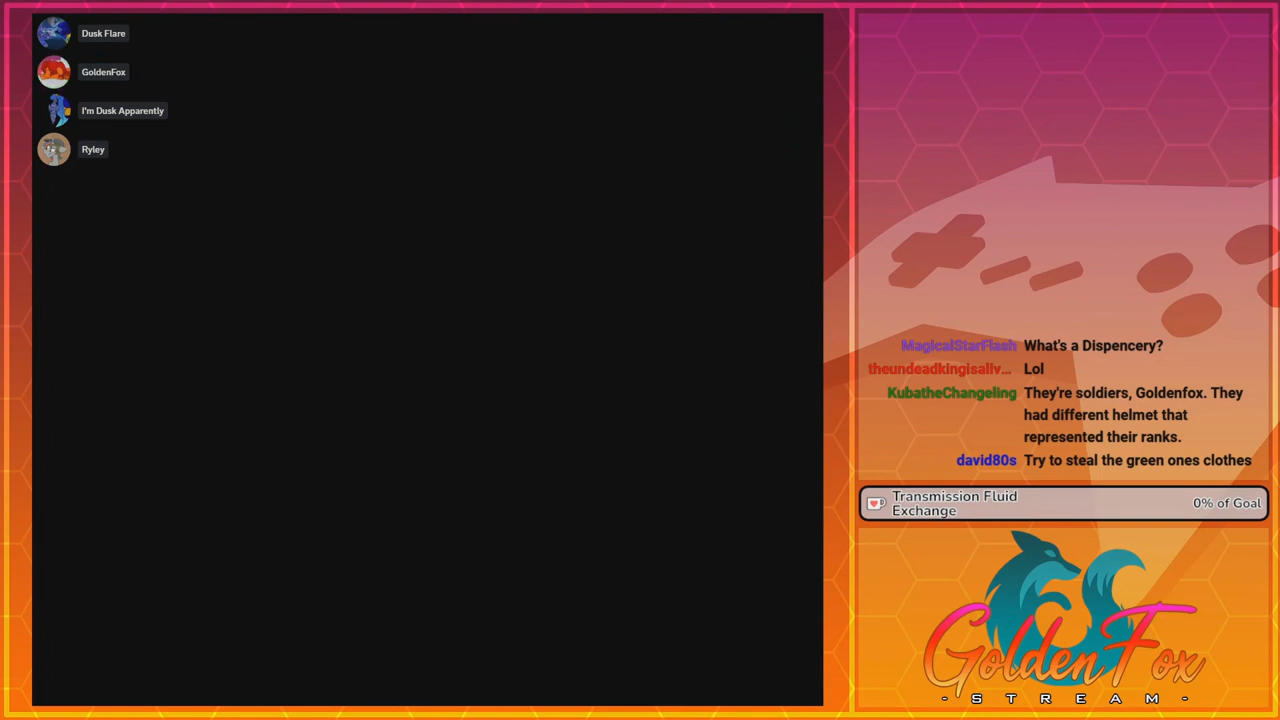 Dusk Flare
GoldenFox
I'm Dusk Apparently
Ryley
MagicalStarFlash What's a Dispencery?
theundeadkingisaliv... Lol
KubatheChangeling They're soldiers, Goldenfox. They
had different helmet that
represented their ranks.
david80s Try to steal the green ones clothes
Transmission Fluid
Exchange
0% of Goal
GoldenFox
- STREAM -